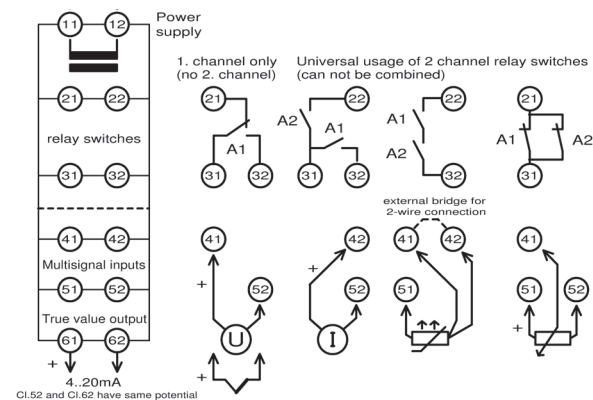 11 12 Power
supply
1. channel only
(no 2. channel)
Universal usage of 2 channel relay switches
(can not be combined)
21 22 21 22 22 21
relay switches
A1
A2 A1
A1
A2
A1 A2
31 32 31 32 31 32 32 31
external bridge for
2-wire connection
41 42 41 42 41 42 41
Multisignal inputs
+ +
51 52 52 52 51 51 52
True value output
+
61 62 U I
+ +
4..20mA
Cl.52 and Cl.62 have same potential